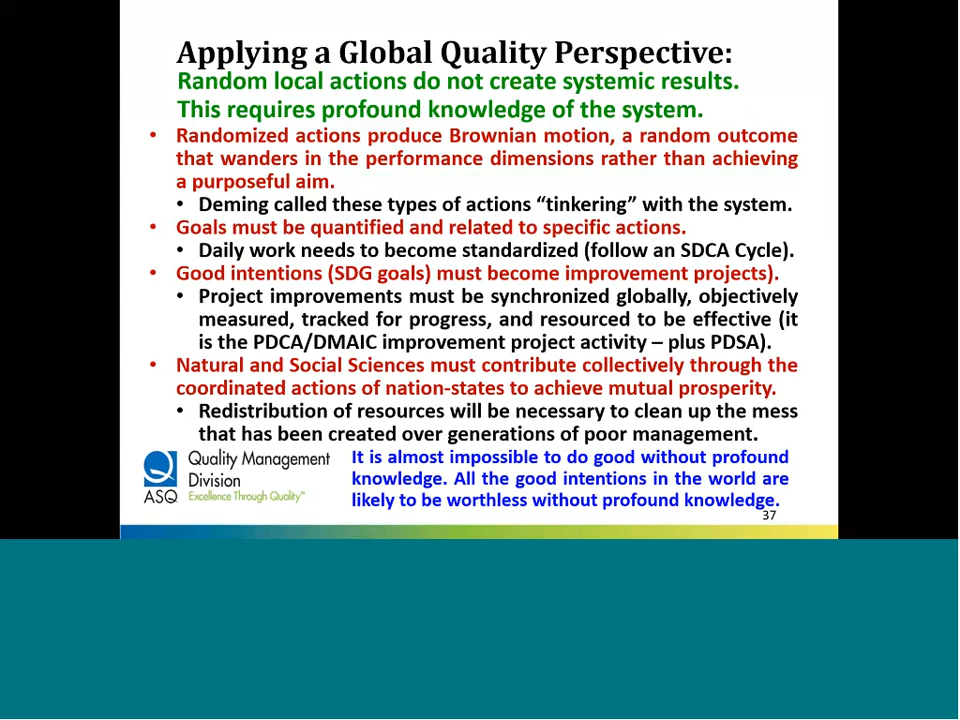 Applying a Global Quality Perspective:
Random local actions do not create systemic results.
This requires profound knowledge of the system.
• Randomized actions produce Brownian motion, a random outcome
that wanders in the performance dimensions rather than achieving
a purposeful aim.
• Deming called these types of actions “tinkering” with the system.
• Goals must be quantified and related to specific actions.
• Daily work needs to become standardized (follow an SDCA Cycle).
• Good intentions (SDG goals) must become improvement projects).
• Project improvements must be synchronized globally, objectively
measured, tracked for progress, and resourced to be effective (it
is the PDCA/DMAIC improvement project activity – plus PDSA).
• Natural and Social Sciences must contribute collectively through the
coordinated actions of nation-states to achieve mutual prosperity.
• Redistribution of resources will be necessary to clean up the mess
that has been created over generations of poor management.
Quality Management
Division
ASQ Excellence Through Quality™
It is almost impossible to do good without profound
knowledge. All the good intentions in the world are
likely to be worthless without profound knowledge.
37